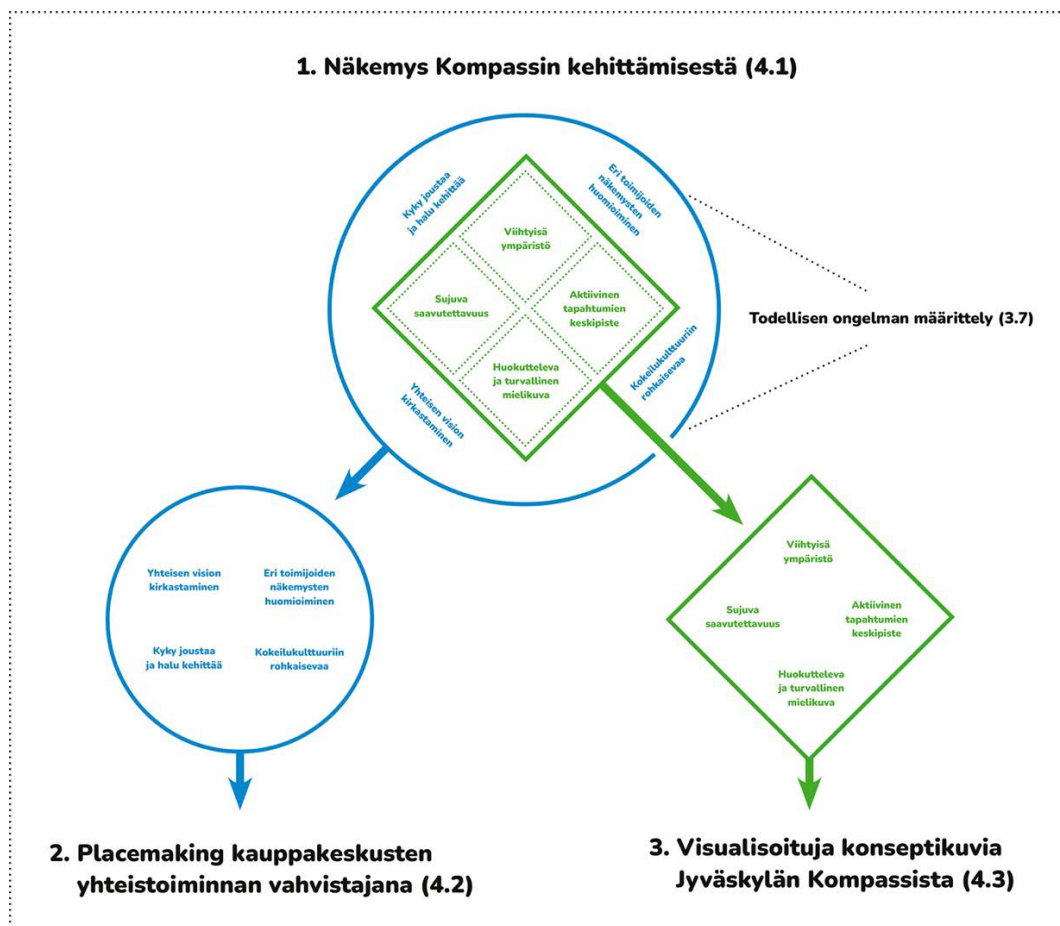 1. Näkemys Kompassin kehittämisestä (4.1)
Kyky joustaa
ja halu kehittää
Eri toimijoiden
näkemysten
huomioiminen
Viihtyisä
ympäristö
Sujuva
saavutettavuus
Aktiivinen
tapahtumien
keskipiste
Huokutteleva
ja turvallinen
mielikuva
Yhteisen vision
kirkastaminen
Kokeilukulttuuriin
rohkaisevaa
Todellisen ongelman määrittely (3.7)
Yhteisen vision
kirkastaminen
Eri toimijoiden
näkemysten
huomioiminen
Kyky joustaa
ja halu kehittää
Kokeilukulttuuriin
rohkaisevaa
Viihtyisä
ympäristö
Sujuva
saavutettavuus
Aktiivinen
tapahtumien
keskipiste
Huokutteleva
ja turvallinen
mielikuva
2. Placemaking kauppakeskusten
yhteistoiminnan vahvistajana (4.2)
3. Visualisoituja konseptikuvia
Jyväskylän Kompassista (4.3)